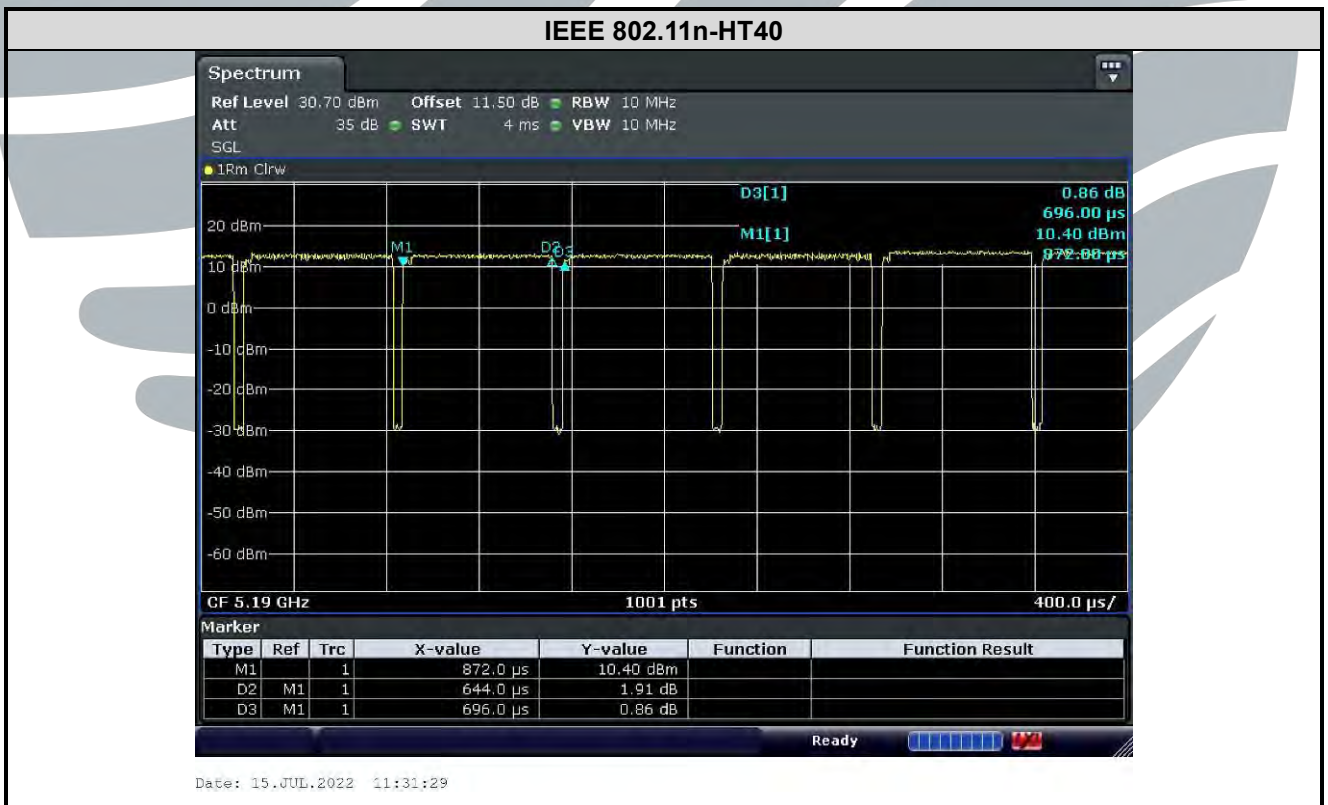 IEEE 802.11n-HT40
Spectrum
Ref Level 30.70 dBm Offset 11.50 dB RBW 10 MHz
Att 35 dB SWT 4 ms VBW 10 MHz
SGL
1Rm Clrw
D3[1] 0.86 dB
696.00 µs
20 dBm
M1[1] 10.40 dBm
872.00 µs
M1 D2 D3
10 dBm
0 dBm
-10 dBm
-20 dBm
-30 dBm
-40 dBm
-50 dBm
-60 dBm
CF 5.19 GHz 1001 pts 400.0 µs/
Marker
Type Ref Trc X-value Y-value Function Function Result
M1 1 872.0 µs 10.40 dBm
D2 M1 1 644.0 µs 1.91 dB
D3 M1 1 696.0 µs 0.86 dB
Ready
Date: 15.JUL.2022 11:31:29